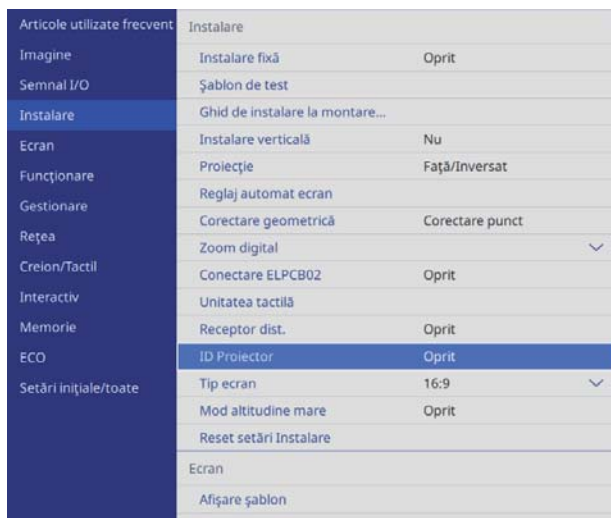 Articole utilizate frecvent
Imagine
Semnal I/O
Instalare
Ecran
Funcționare
Gestionare
Rețea
Creion/Tactil
Interactiv
Memorie
ECO
Setări inițiale/toate
Instalare
Instalare fixă Oprit
Şablon de test
Ghid de instalare la montare...
Instalare verticală Nu
Proiecție Față/Inversat
Reglaj automat ecran
Corectare geometrică Corectare punct
Zoom digital
Conectare ELPCB02 Oprit
Unitatea tactilă
Receptor dist. Oprit
ID Proiector Oprit
Tip ecran 16:9
Mod altitudine mare Oprit
Reset setări Instalare
Ecran
Afişare şablon